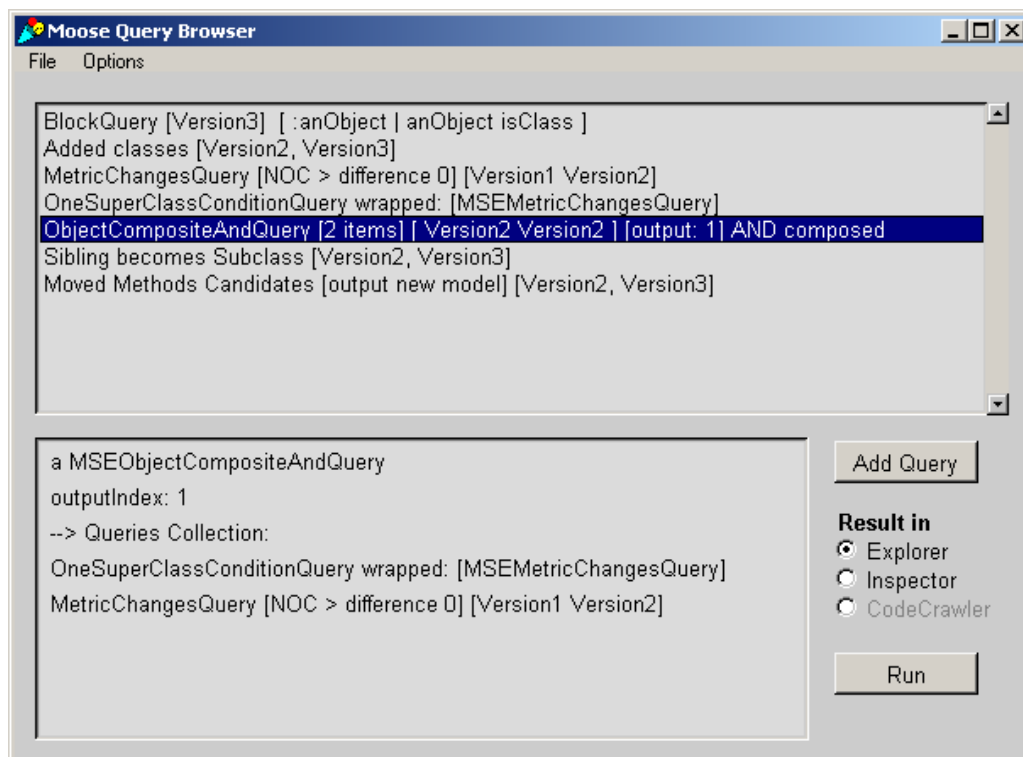 Moose Query Browser
File Options
BlockQuery [Version3] [ :anObject | anObject isClass ]
Added classes [Version2, Version3]
MetricChangesQuery [NOC > difference 0] [Version1 Version2]
OneSuperClassConditionQuery wrapped: [MSEMetricChangesQuery]
ObjectCompositeAndQuery [2 items] [ Version2 Version2 ] [output: 1] AND composed
Sibling becomes Subclass [Version2, Version3]
Moved Methods Candidates [output new model] [Version2, Version3]
a MSEObjectCompositeAndQuery
outputIndex: 1
--> Queries Collection:
OneSuperClassConditionQuery wrapped: [MSEMetricChangesQuery]
MetricChangesQuery [NOC > difference 0] [Version1 Version2]
Add Query
Result in
Explorer
Inspector
CodeCrawler
Run